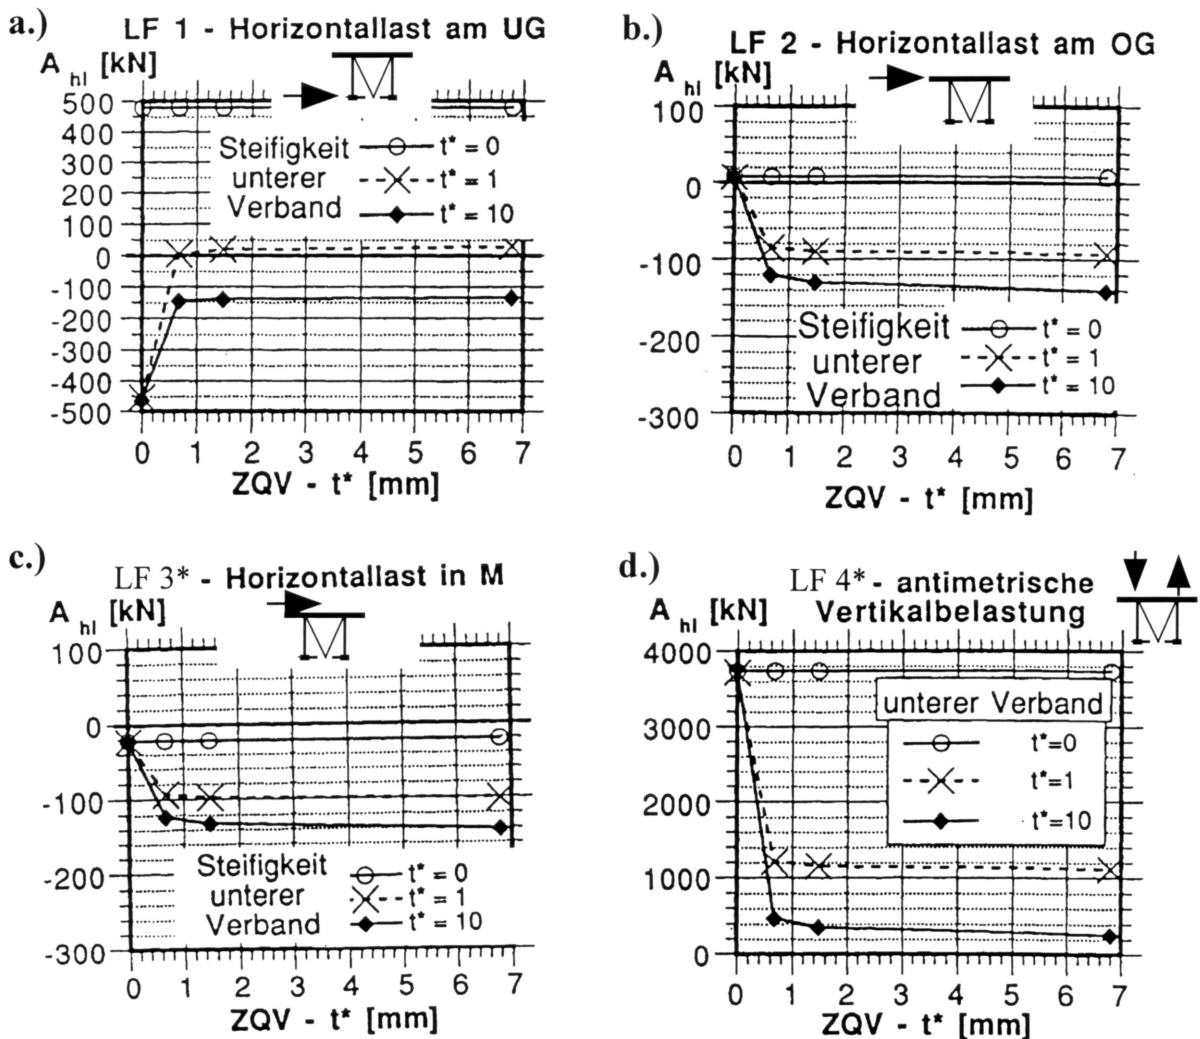 a.)
LF 1 - Horizontallast am UG
A hl [kN]
500
400
300
200
100
0
-100
-200
-300
-400
-500
Steifigkeit
unterer
Verband
t* = 0
t* = 1
t* = 10
0 1 2 3 4 5 6 7
ZQV - t* [mm]
b.)
LF 2 - Horizontallast am OG
A hl [kN]
100
0
-100
-200
-300
Steifigkeit
unterer
Verband
t* = 0
t* = 1
t* = 10
0 1 2 3 4 5 6 7
ZQV - t* [mm]
c.)
LF 3* - Horizontallast in M
A hl [kN]
100
0
-100
-200
-300
Steifigkeit
unterer
Verband
t* = 0
t* = 1
t* = 10
0 1 2 3 4 5 6 7
ZQV - t* [mm]
d.)
LF 4* - antimetrische
Vertikalbelastung
A hl [kN]
4000
3000
2000
1000
0
unterer Verband
t*=0
t*=1
t*=10
0 1 2 3 4 5 6 7
ZQV - t* [mm]